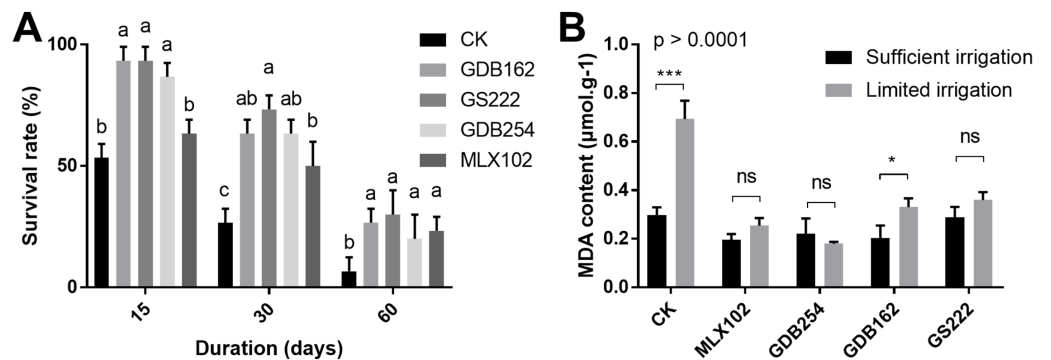 A
100
50
0
Survival rate (%)
b a a a b
c ab a ab b
b a a a a
15 30 60
Duration (days)
CK
GDB162
GS222
GDB254
MLX102
B
p > 0.0001
1.0
0.8
0.6
0.4
0.2
0.0
MDA content (µmol.g-1)
*** ns ns * ns
Sufficient irrigation
Limited irrigation
CK MLX102 GDB254 GDB162 GS222